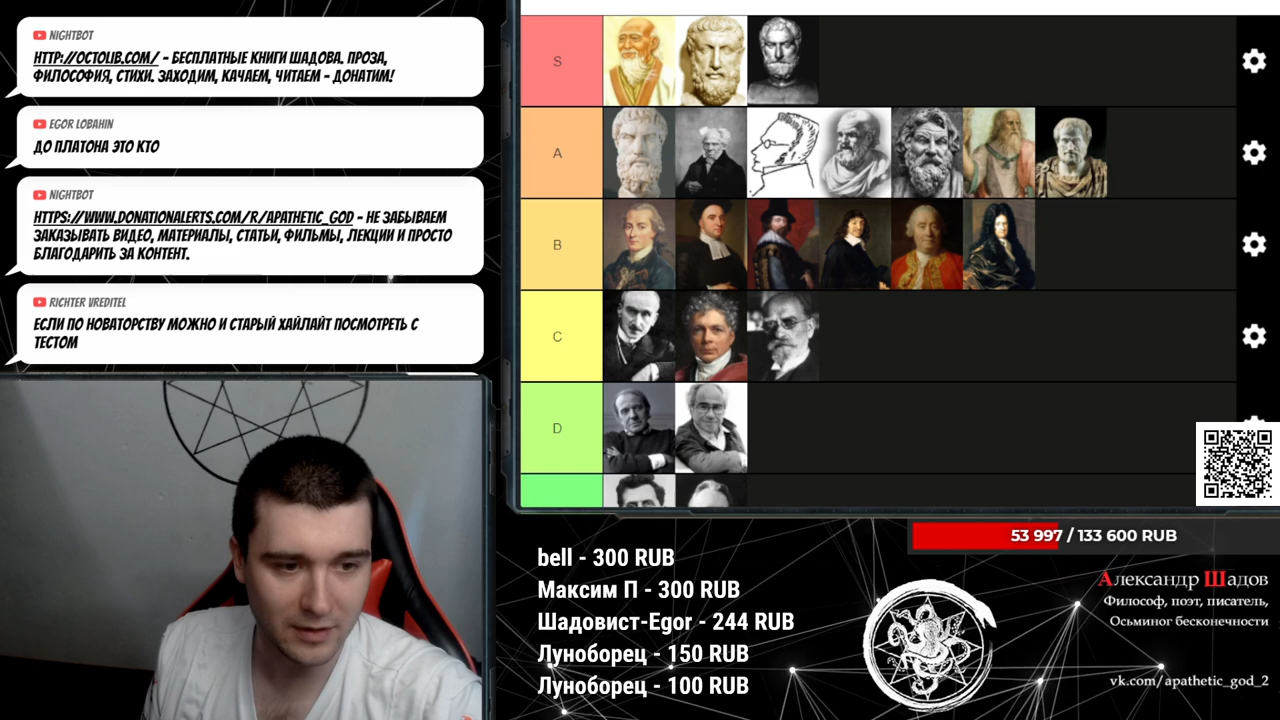 NIGHTBOT
HTTP://OCTOLIB.COM/ - БЕСПЛАТНЫЕ КНИГИ ШАДОВА. ПРОЗА,
ФИЛОСОФИЯ, СТИХИ. ЗАХОДИМ, КАЧАЕМ, ЧИТАЕМ - ДОНАТИМ!
EGOR LOBAHIN
ДО ПЛАТОНА ЭТО КТО
NIGHTBOT
HTTPS://WWW.DONATIONALERTS.COM/R/APATHETIC_GOD - НЕ ЗАБЫВАЕМ
ЗАКАЗЫВАТЬ ВИДЕО, МАТЕРИАЛЫ, СТАТЬИ, ФИЛЬМЫ, ЛЕКЦИИ И ПРОСТО
БЛАГОДАРИТЬ ЗА КОНТЕНТ.
RICHTER VREDITEL
ЕСЛИ ПО НОВАТОРСТВУ МОЖНО И СТАРЫЙ ХАЙЛАЙТ ПОСМОТРЕТЬ С
ТЕСТОМ
S
A
B
C
D
53 997 / 133 600 RUB
bell - 300 RUB
Максим П - 300 RUB
Шадовист-Egor - 244 RUB
Луноборец - 150 RUB
Луноборец - 100 RUB
Александр Шадов
Философ, поэт, писатель,
Осьминог бесконечности
vk.com/apathetic_god_2